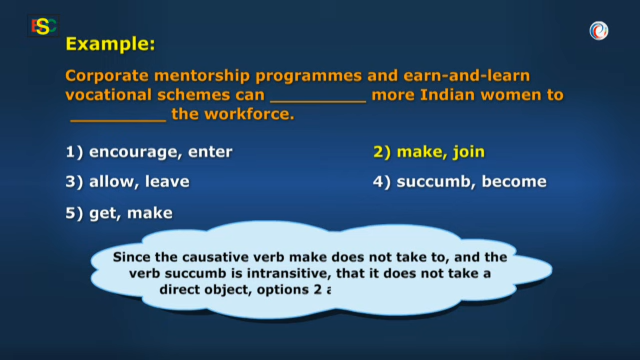 ESC
Example:
Corporate mentorship programmes and earn-and-learn
vocational schemes can __________ more Indian women to
__________ the workforce.
1) encourage, enter
2) make, join
3) allow, leave
4) succumb, become
5) get, make
Since the causative verb make does not take to, and the
verb succumb is intransitive, that it does not take a
direct object, options 2